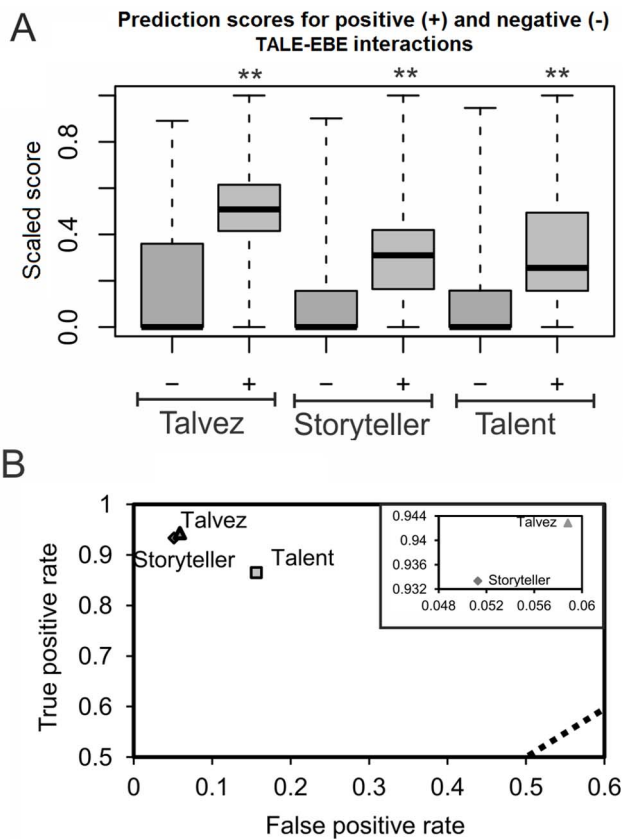 A
Prediction scores for positive (+) and negative (-)
TALE-EBE interactions
** ** **
Scaled score
0.8
0.4
0.0
− + − + − +
Talvez Storyteller Talent
B
True positive rate
1
0.9
0.8
0.7
0.6
0.5
Talvez
Storyteller
Talent
0.944
0.94
0.932
Talvez
Storyteller
0.048 0.052 0.056 0.06
0 0.1 0.2 0.3 0.4 0.5 0.6
False positive rate